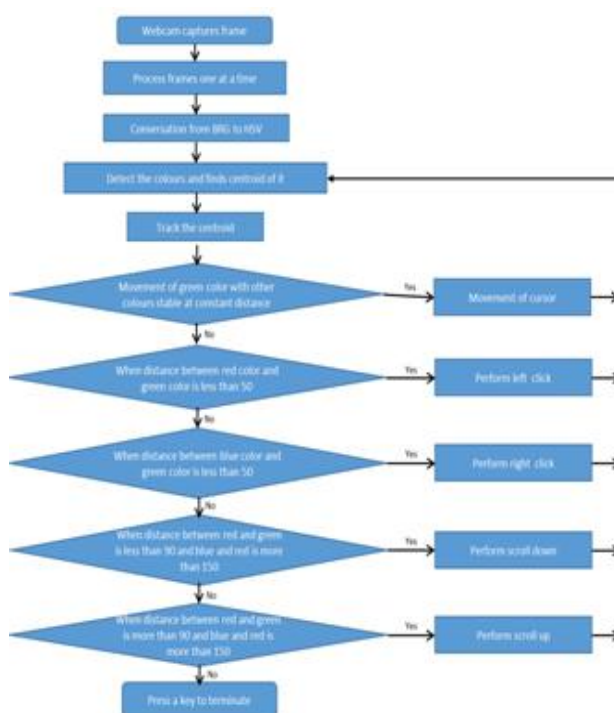 Webcam captures frame
Process frames one at a time
Conversation from BRG to HSV
Detect the colours and finds centroid of it
Track the centroid
Movement of green color with other
colours stable at constant distance
Yes
Movement of cursor
No
When distance between red color and
green color is less than 50
Yes
Perform left click
No
When distance between Blue color and
green color is less than 50
Yes
Perform right click
No
When distance between red and green
is less than 90 and blue and red is more
than 150
Yes
Perform scroll down
No
When distance between red and green
is more than 90 and blue and red is
more than 150
Yes
Perform scroll up
No
Press a key to terminate